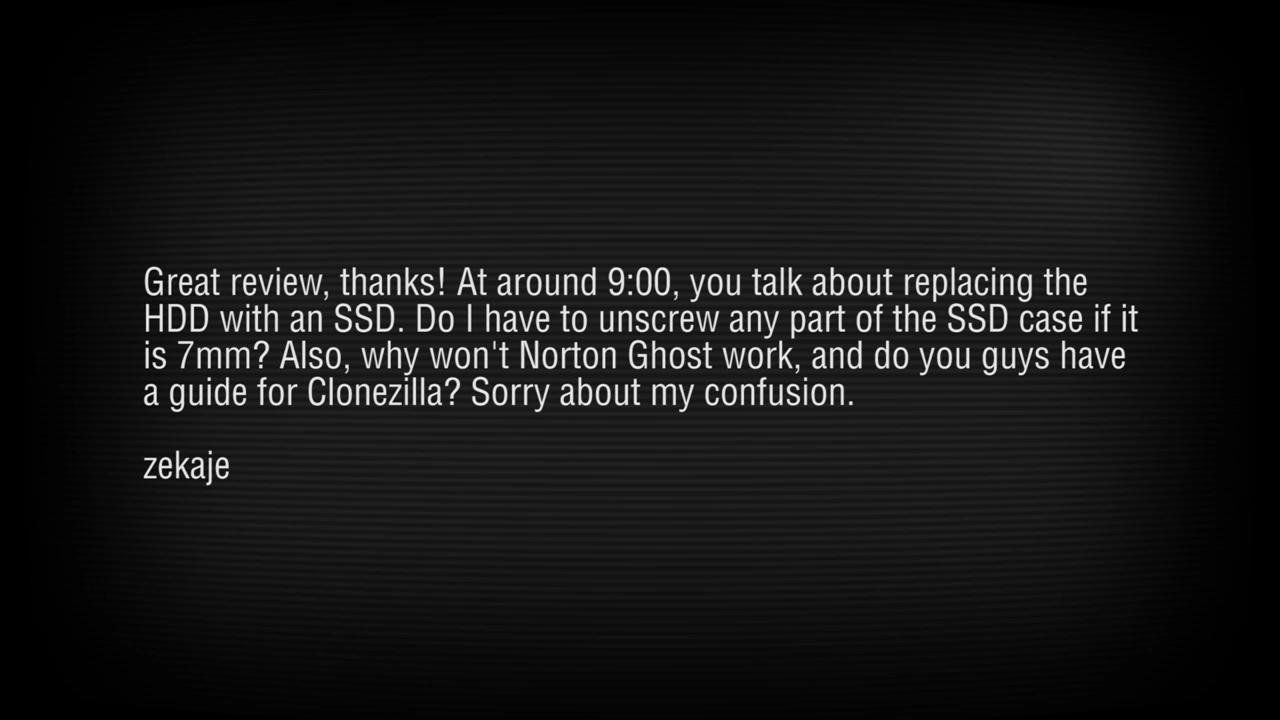 Great review, thanks! At around 9:00, you talk about replacing the
HDD with an SSD. Do I have to unscrew any part of the SSD case if it
is 7mm? Also, why won't Norton Ghost work, and do you guys have
a guide for Clonezilla? Sorry about my confusion.
zekaje